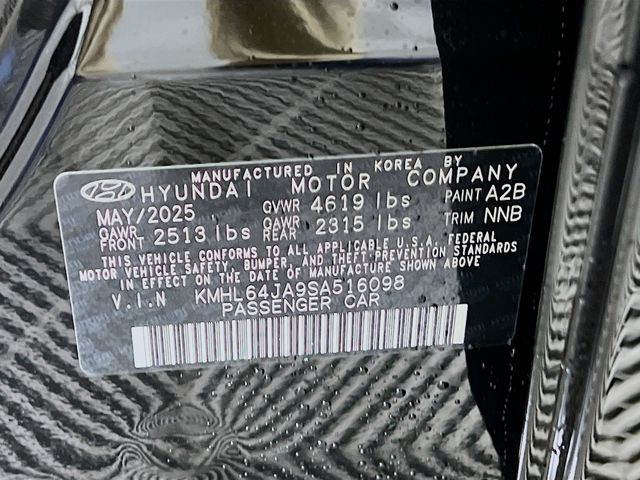 MANUFACTURED IN KOREA BY
HYUNDAI MOTOR COMPANY
MAY/2025 GVWR 4619 lbs PAINT A2B
GAWR FRONT 2513 lbs GAWR REAR 2315 lbs TRIM NNB
THIS VEHICLE CONFORMS TO ALL APPLICABLE U.S.A. FEDERAL
MOTOR VEHICLE SAFETY, BUMPER, AND THEFT PREVENTION STANDARDS
IN EFFECT ON THE DATE OF MANUFACTURE SHOWN ABOVE
V.I.N KMHL64JA9SA516098
PASSENGER CAR